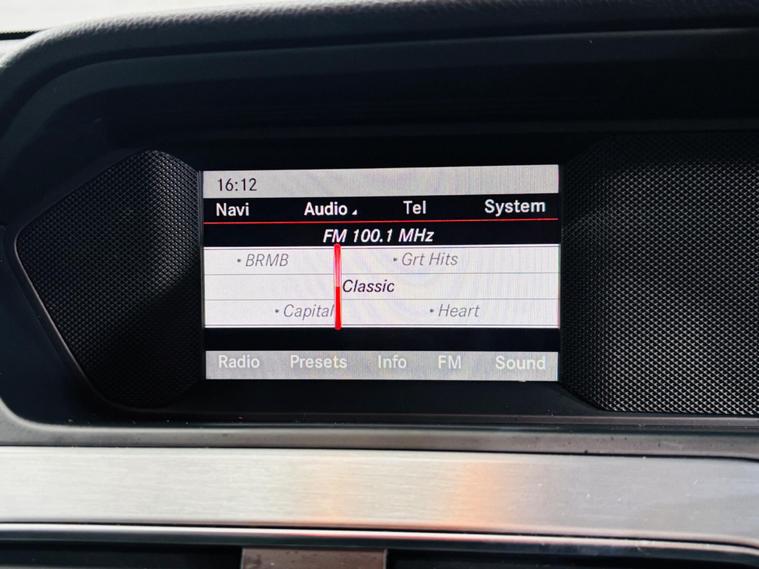 16:12
Navi Audio Tel System
FM 100.1 MHz
• BRMB • Grt Hits
Classic
• Capital • Heart
Radio Presets Info FM Sound